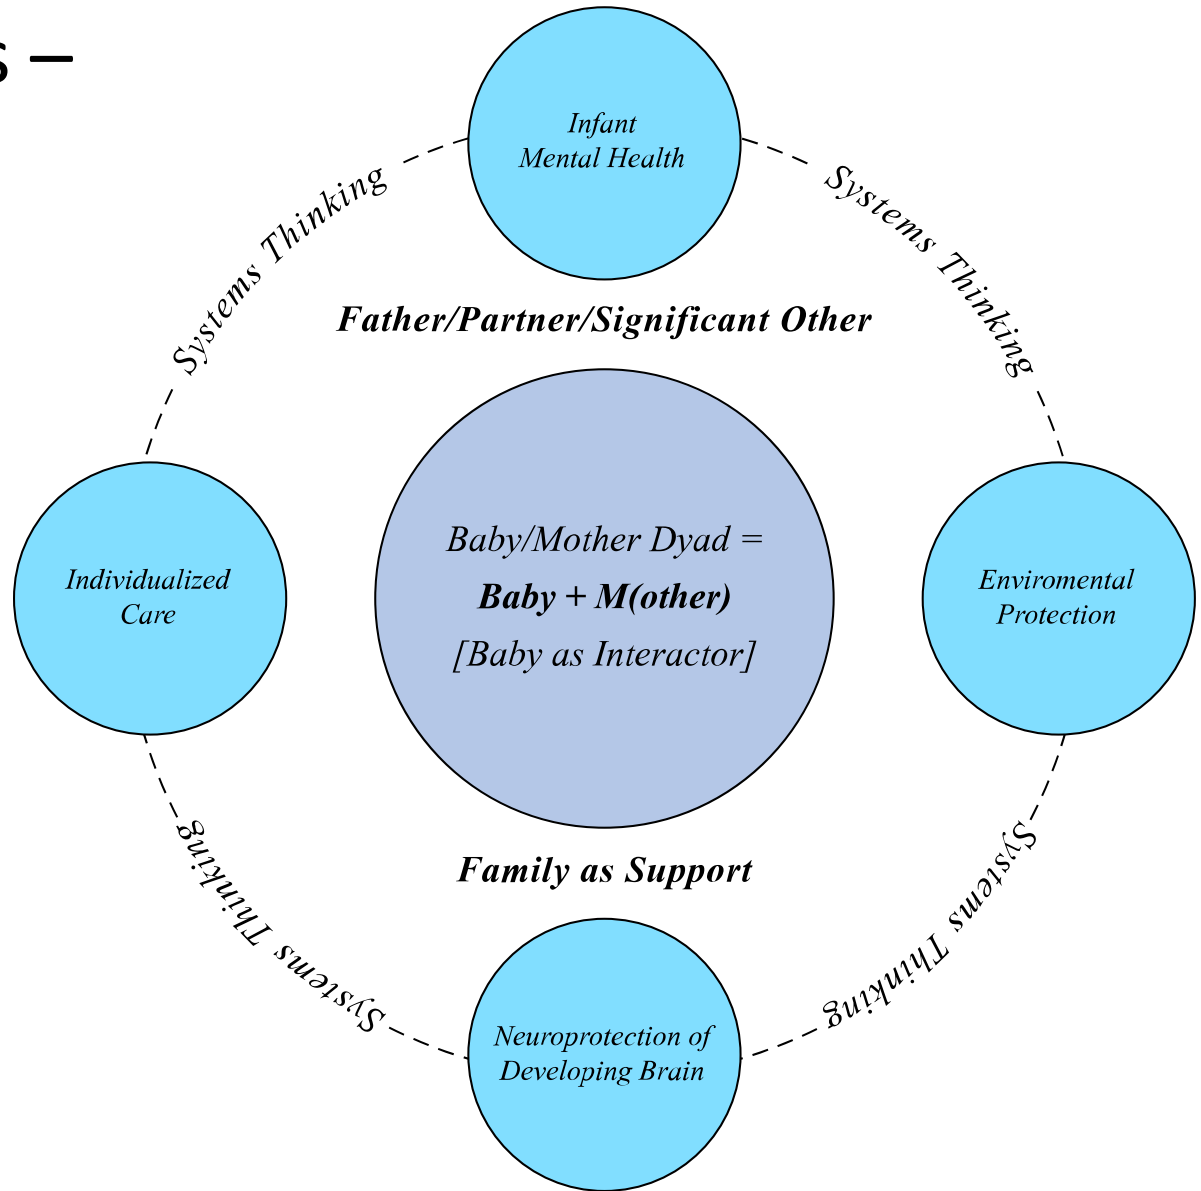 s –
Infant
Mental Health
Systems Thinking
Systems Thinking
Father/Partner/Significant Other
Baby/Mother Dyad =
Baby + M(other)
[Baby as Interactor]
Individualized
Care
Enviromental
Protection
Family as Support
Systems Thinking
Systems Thinking
Neuroprotection of
Developing Brain